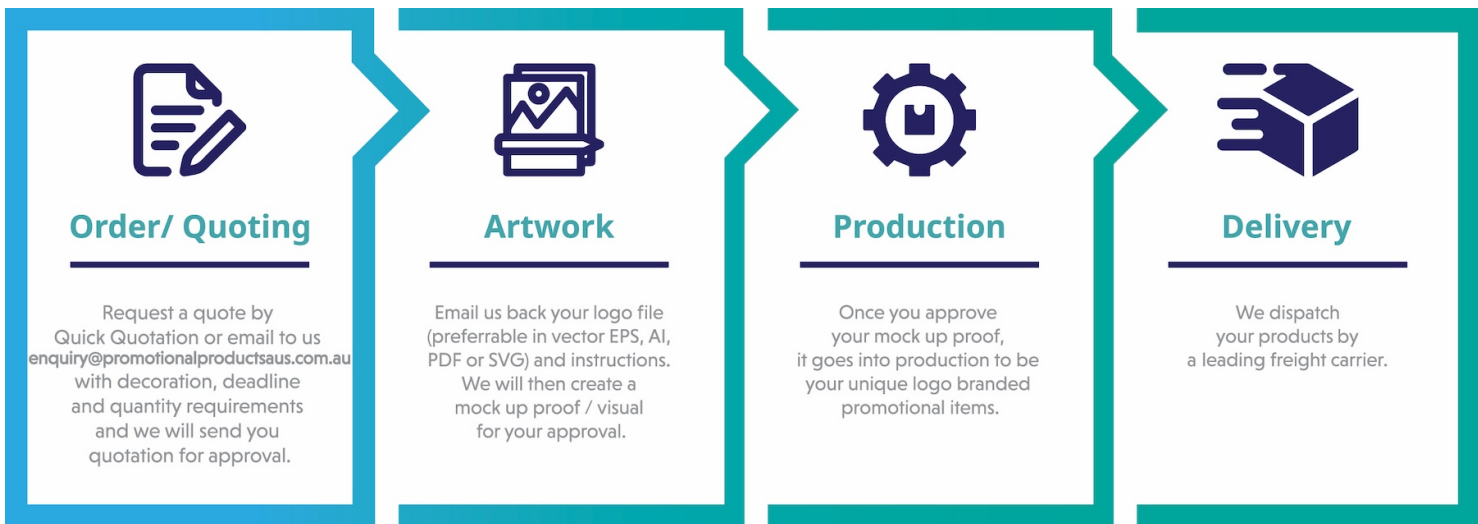 Order/ Quoting
Request a quote by
Quick Quotation or email to us
enquiry@promotionalproductsaus.com.au
with decoration, deadline
and quantity requirements
and we will send you
quotation for approval.
Artwork
Email us back your logo file
(preferrable in vector EPS, AI,
PDF or SVG) and instructions.
We will then create a
mock up proof / visual
for your approval.
Production
Once you approve
your mock up proof,
it goes into production to be
your unique logo branded
promotional items.
Delivery
We dispatch
your products by
a leading freight carrier.